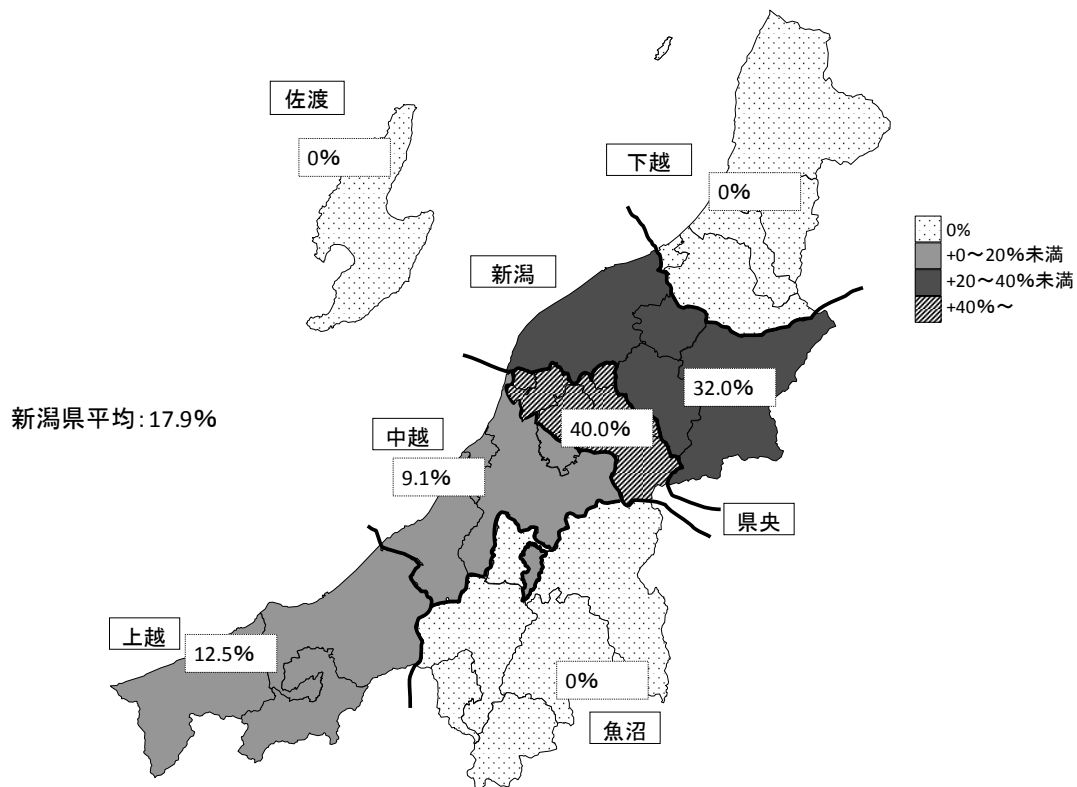 佐渡
0%
下越
0%
0%
+0～20%未満
+20～40%未満
+40%～
新潟
32.0%
新潟県平均：17.9%
40.0%
中越
9.1%
県央
上越
12.5%
0%
魚沼